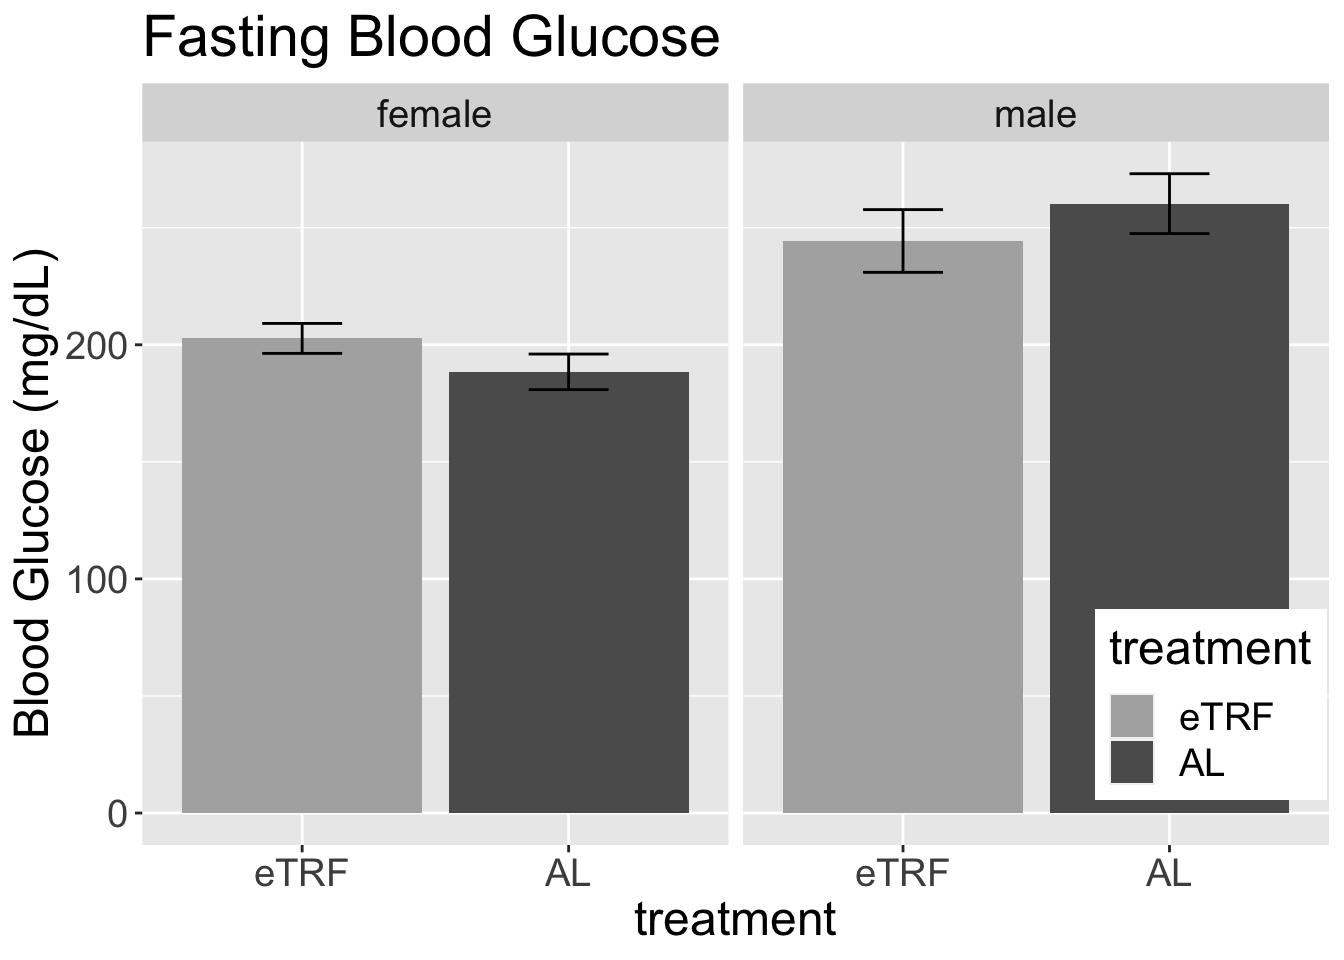 Fasting Blood Glucose
female
male
Blood Glucose (mg/dL)
200
100
0
treatment
eTRF
AL
eTRF
AL
eTRF
AL
treatment